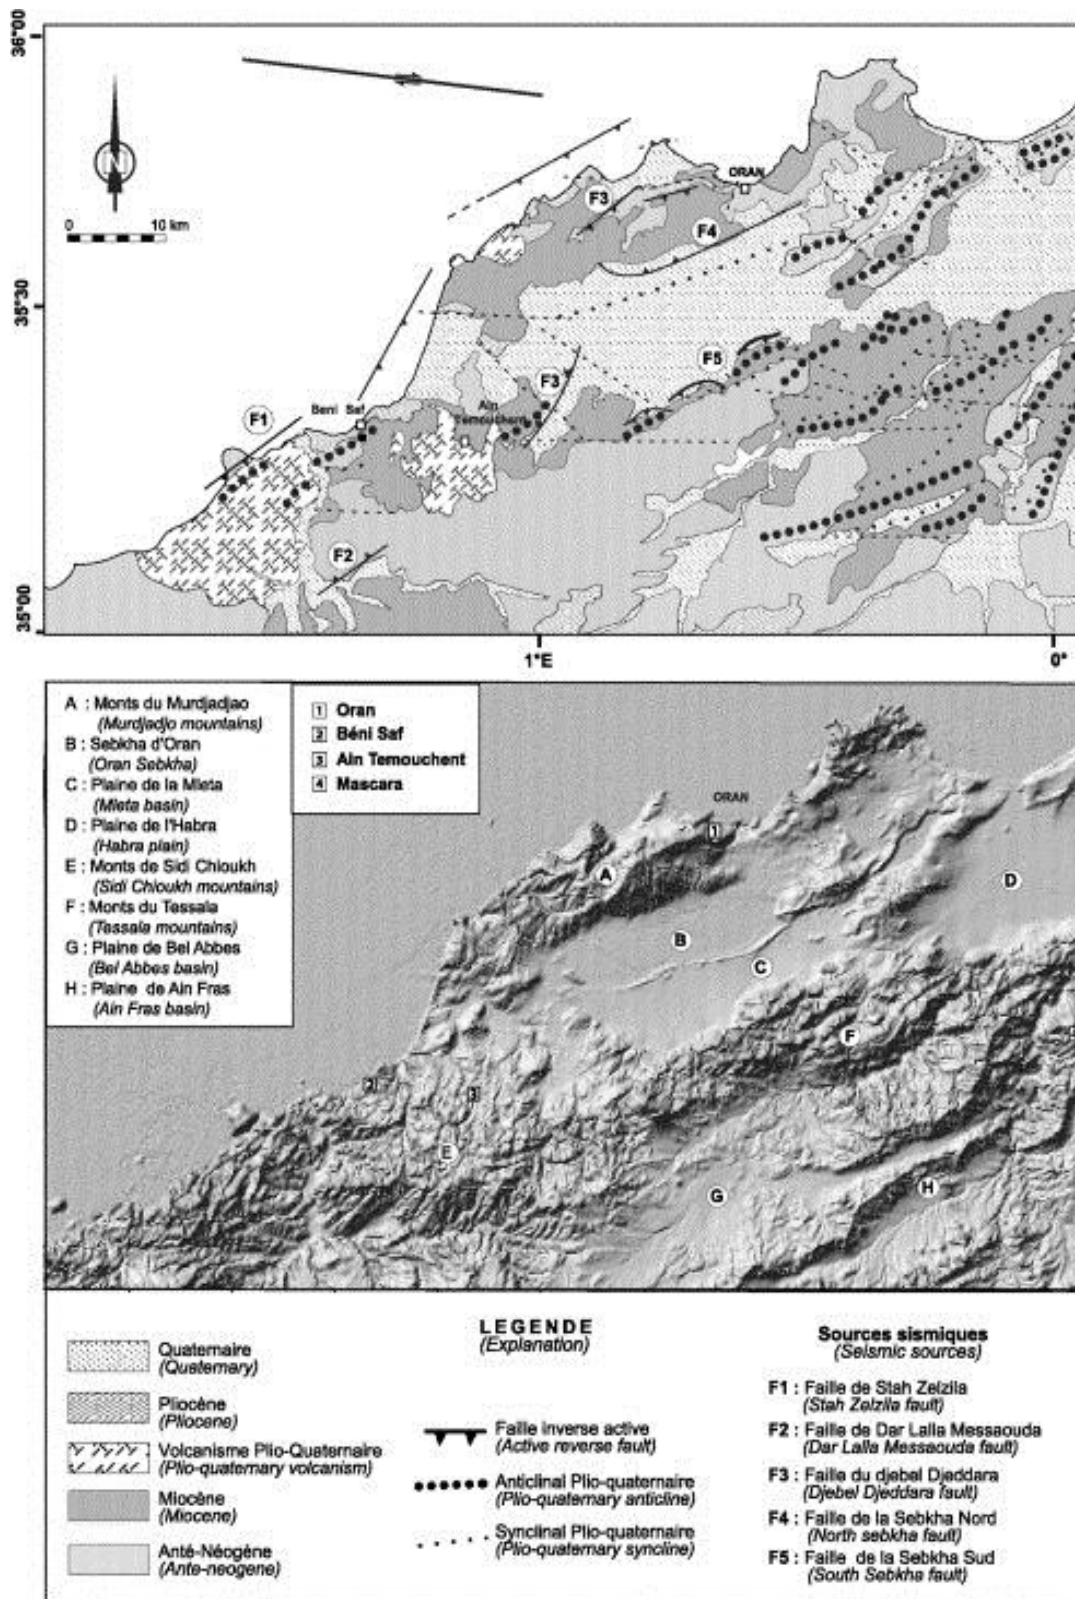 36°00
N
0 10 km
35°30
35°00
ORAN
F3
F4
F5
F3
Ain
Temouchent
Beni Saf
F1
F2
1°E
0°
A : Monts du Murdjadjao
(Murdjadjo mountains)
B : Sebkha d'Oran
(Oran Sebkha)
C : Plaine de la Mleta
(Mleta basin)
D : Plaine de l'Habra
(Habra plain)
E : Monts de Sidi Chioukh
(Sidi Chioukh mountains)
F : Monts du Tessala
(Tessala mountains)
G : Plaine de Bel Abbes
(Bel Abbes basin)
H : Plaine de Ain Fras
(Ain Fras basin)
1 Oran
2 Béni Saf
3 Ain Temouchent
4 Mascara
ORAN
1
A
B
C
D
F
2
3
E
G
H
LEGENDE
(Explanation)
Quaternaire
(Quaternary)
Pliocène
(Pliocene)
Volcanisme Plio-Quaternaire
(Plio-quaternary volcanism)
Miocène
(Miocene)
Anté-Néogène
(Ante-neogene)
Faille inverse active
(Active reverse fault)
Anticlinal Plio-quaternaire
(Plio-quaternary anticline)
Synclinal Plio-quaternaire
(Plio-quaternary syncline)
Sources sismiques
(Seismic sources)
F1 : Faille de Stah Zelzila
(Stah Zelzila fault)
F2 : Faille de Dar Lalla Messaouda
(Dar Lalla Messaouda fault)
F3 : Faille du djebel Djeddara
(Djebel Djeddara fault)
F4 : Faille de la Sebkha Nord
(North sebkha fault)
F5 : Faille de la Sebkha Sud
(South Sebkha fault)